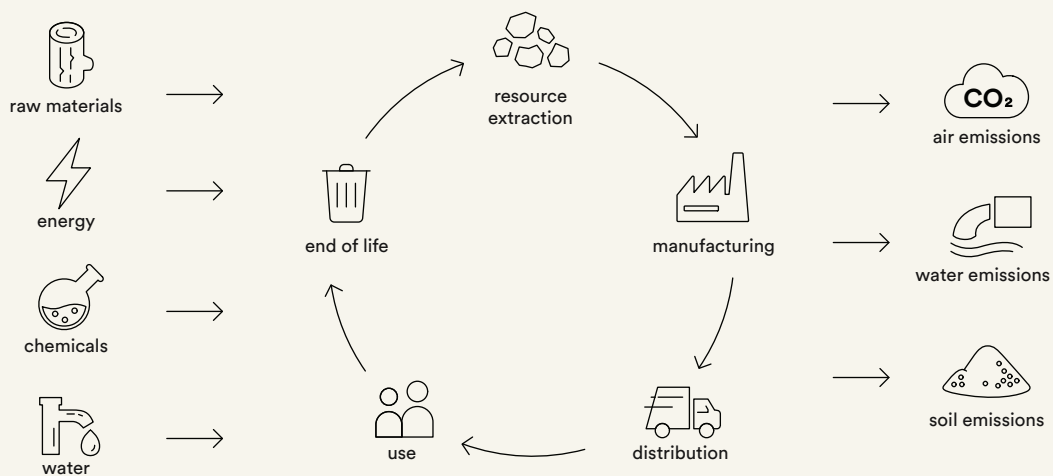 raw materials
energy
chemicals
water
resource
extraction
manufacturing
distribution
use
end of life
CO₂
air emissions
water emissions
soil emissions